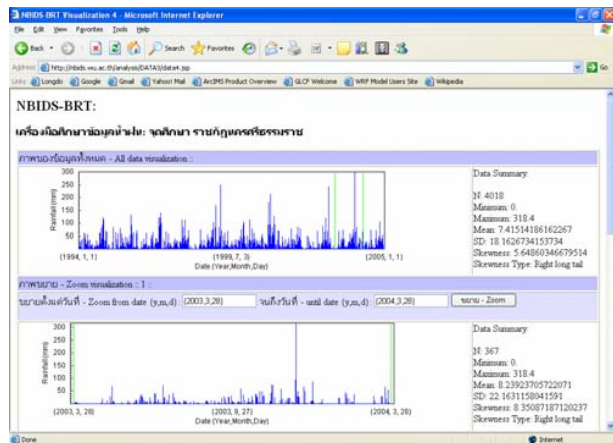 NBIDS-BRT Visualization 4 - Microsoft Internet Explorer
File Edit View Favorites Tools Help
Back Search Favorites
Address http://nbids.wu.ac.th/analysis/DATA3/data4.jsp Go
Links Longdo Google Gmail Yahoo! Mail ArcIMS Product Overview GLCF Welcome WRF Model Users Site Wikipedia
NBIDS-BRT:
เครื่องมือศึกษาข้อมูลน้ำฝน: จุดศึกษา ราชภัฏนครศรีธรรมราช
ภาพของข้อมูลทั้งหมด - All data visualization ::
Rainfall(mm)
300
250
200
150
100
50
(1994, 1, 1) (1999, 7, 3) (2005, 1, 1)
Date (Year,Month,Day)
Data Summary:
N: 4018
Minimum: 0.
Maximum: 318.4
Mean: 7.41514186162267
SD: 18.1626734153734
Skewness: 5.64860346679514
Skewness Type: Right long tail
ภาพขยาย - Zoom visualization :: 1 ::
ขยายตั้งแต่วันที่ - Zoom from date (y,m,d): (2003,3,28) จนถึงวันที่ - until date (y,m,d): (2004,3,28) ขยาย - Zoom
Rainfall(mm)
300
250
200
150
100
50
(2003, 3, 28) (2003, 9, 27) (2004, 3, 28)
Date (Year,Month,Day)
Data Summary:
N: 367
Minimum: 0.
Maximum: 318.4
Mean: 8.23923705722071
SD: 22.1631158041591
Skewness: 8.35087187120237
Skewness Type: Right long tail
Done Internet